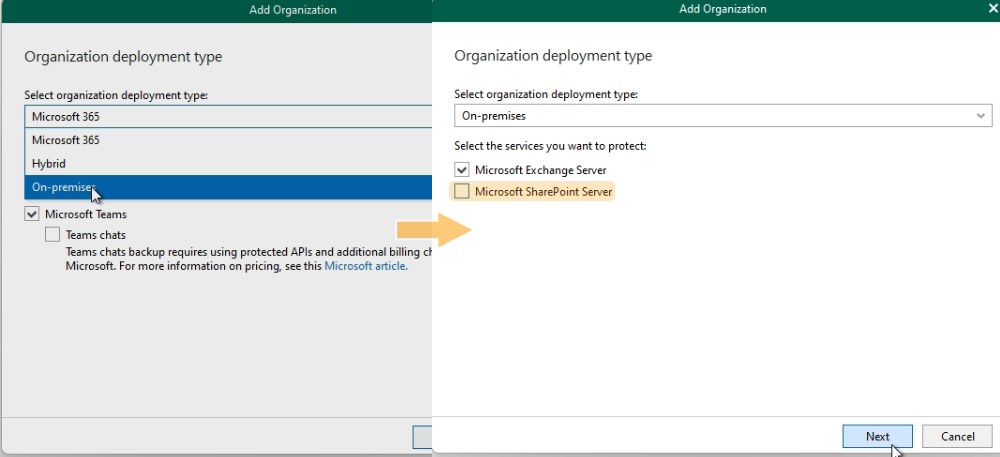 Add Organization
Organization deployment type
Select organization deployment type:
Microsoft 365
Microsoft 365
Hybrid
On-premises
Microsoft Teams
Teams chats
Teams chats backup requires using protected APIs and additional billing
Microsoft. For more information on pricing, see this Microsoft article.
Add Organization
Organization deployment type
Select organization deployment type:
On-premises
Select the services you want to protect:
Microsoft Exchange Server
Microsoft SharePoint Server
Next
Cancel